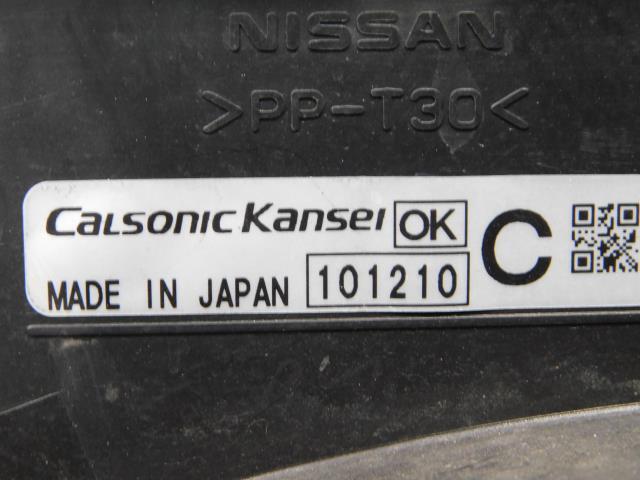 NISSAN
>PP-T30<
CALSONIC KANSEI OK C
MADE IN JAPAN 101210